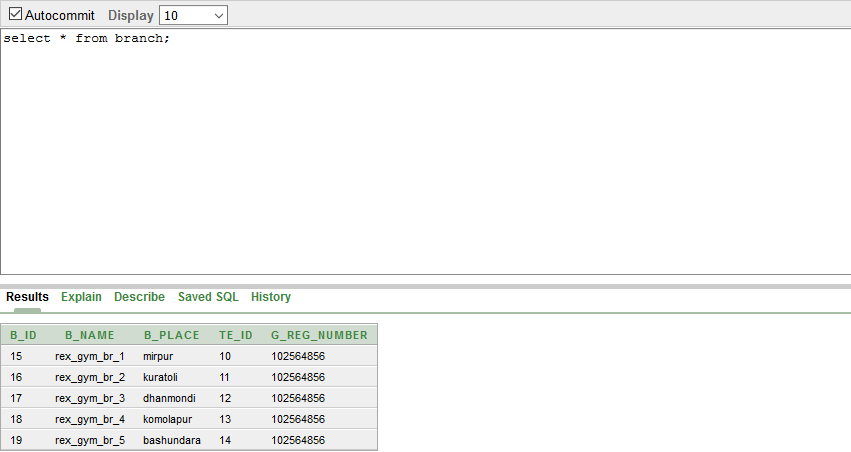 Autocommit Display 10
select * from branch;
Results Explain Describe Saved SQL History
B_ID B_NAME B_PLACE TE_ID G_REG_NUMBER
15 rex_gym_br_1 mirpur 10 102564856
16 rex_gym_br_2 kuratoli 11 102564856
17 rex_gym_br_3 dhanmondi 12 102564856
18 rex_gym_br_4 komolapur 13 102564856
19 rex_gym_br_5 bashundara 14 102564856